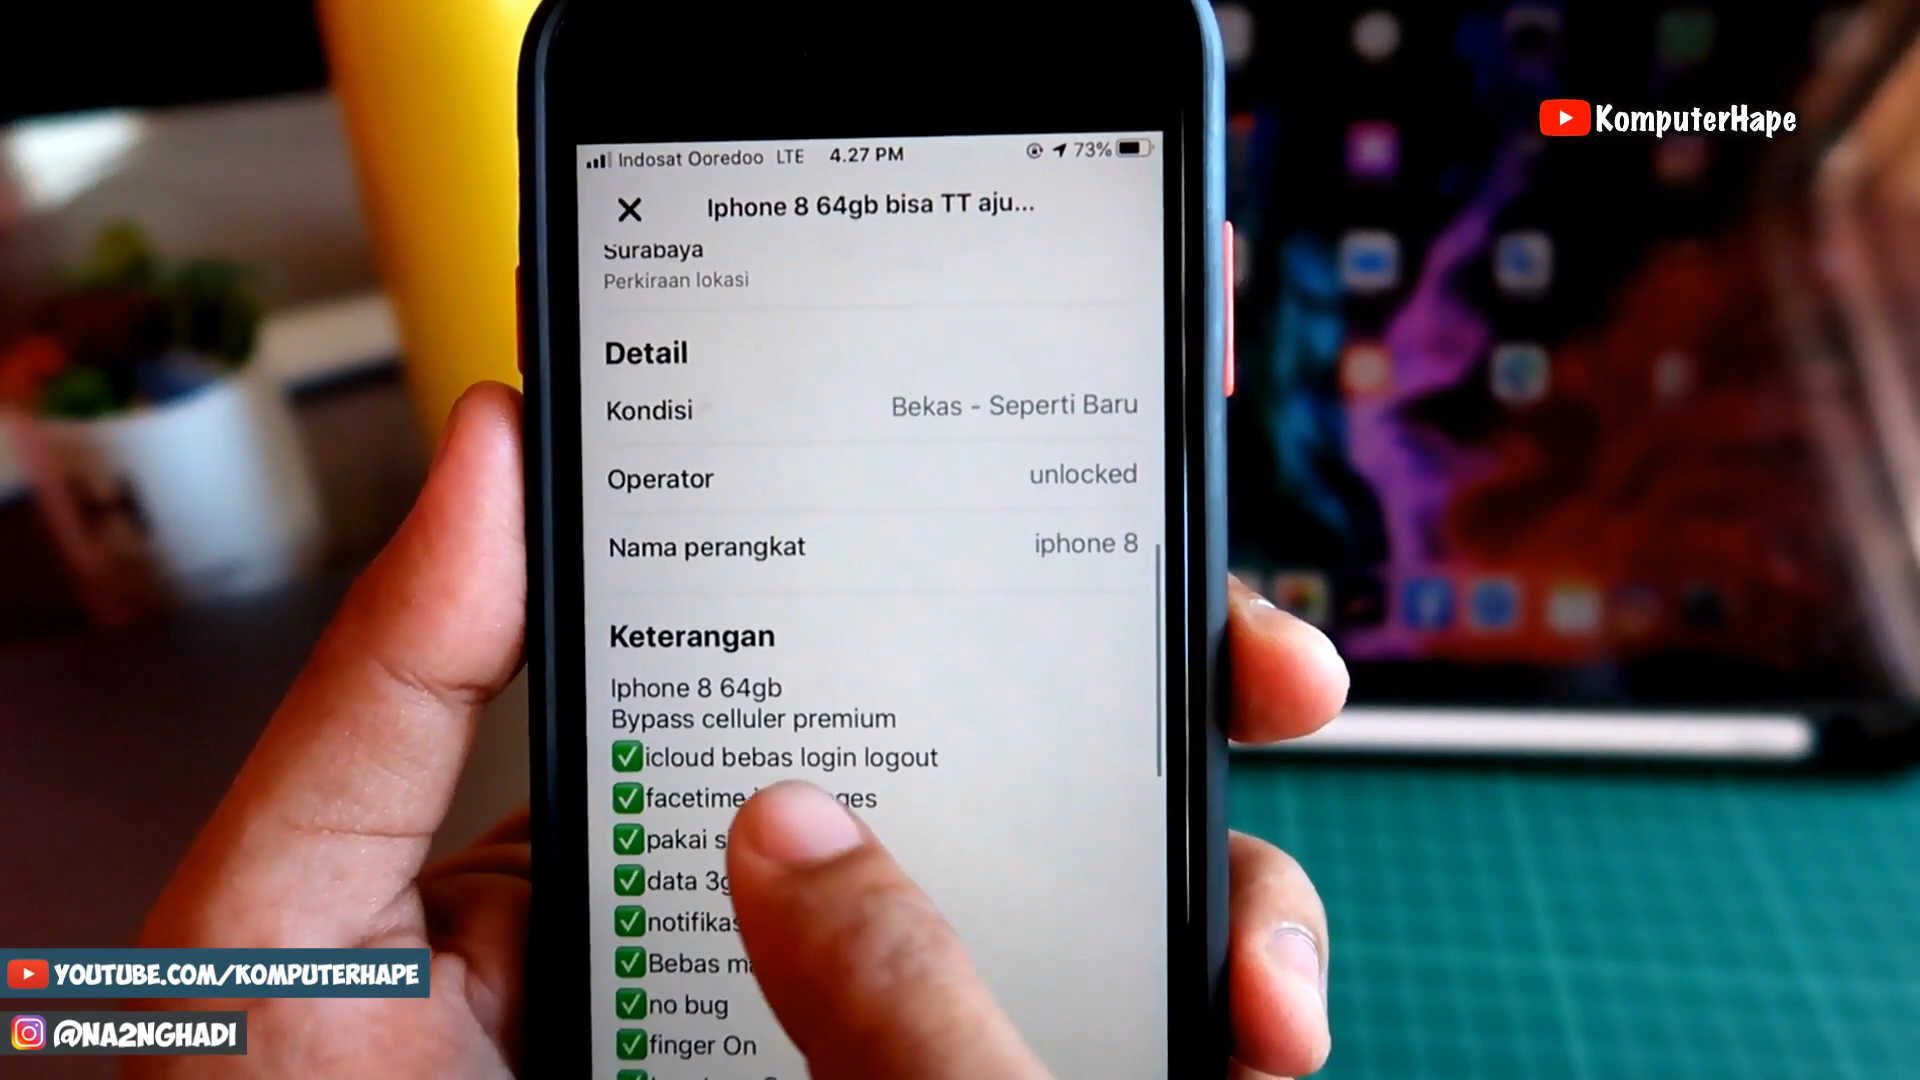 KomputerHape
Indosat Ooredoo LTE 4.27 PM 73%
Iphone 8 64gb bisa TT aju...
Surabaya
Perkiraan lokasi
Detail
Kondisi Bekas - Seperti Baru
Operator unlocked
Nama perangkat iphone 8
Keterangan
Iphone 8 64gb
Bypass celluler premium
✅icloud bebas login logout
✅facetime
✅pakai
✅data
✅
✅Bebas
✅no bug
✅finger On
YOUTUBE.COM/KOMPUTERHAPE
@NA2NGHADI